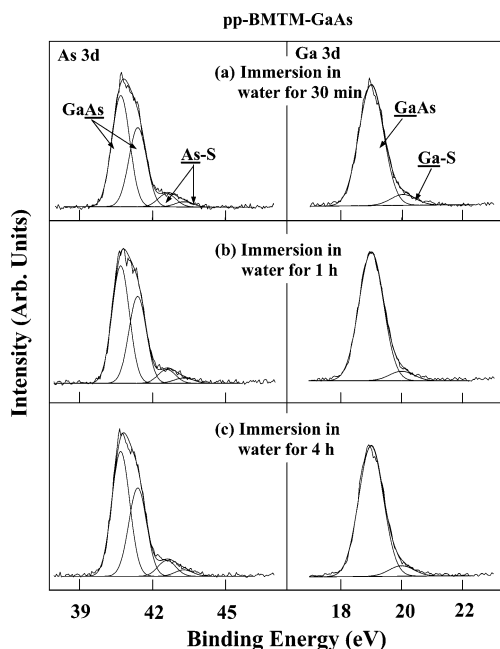 pp-BMTM-GaAs
As 3d
Ga 3d
(a) Immersion in
water for 30 min
GaAs
As-S
GaAs
Ga-S
(b) Immersion in
water for 1 h
(c) Immersion in
water for 4 h
Intensity (Arb. Units)
39 42 45 18 20 22
Binding Energy (eV)